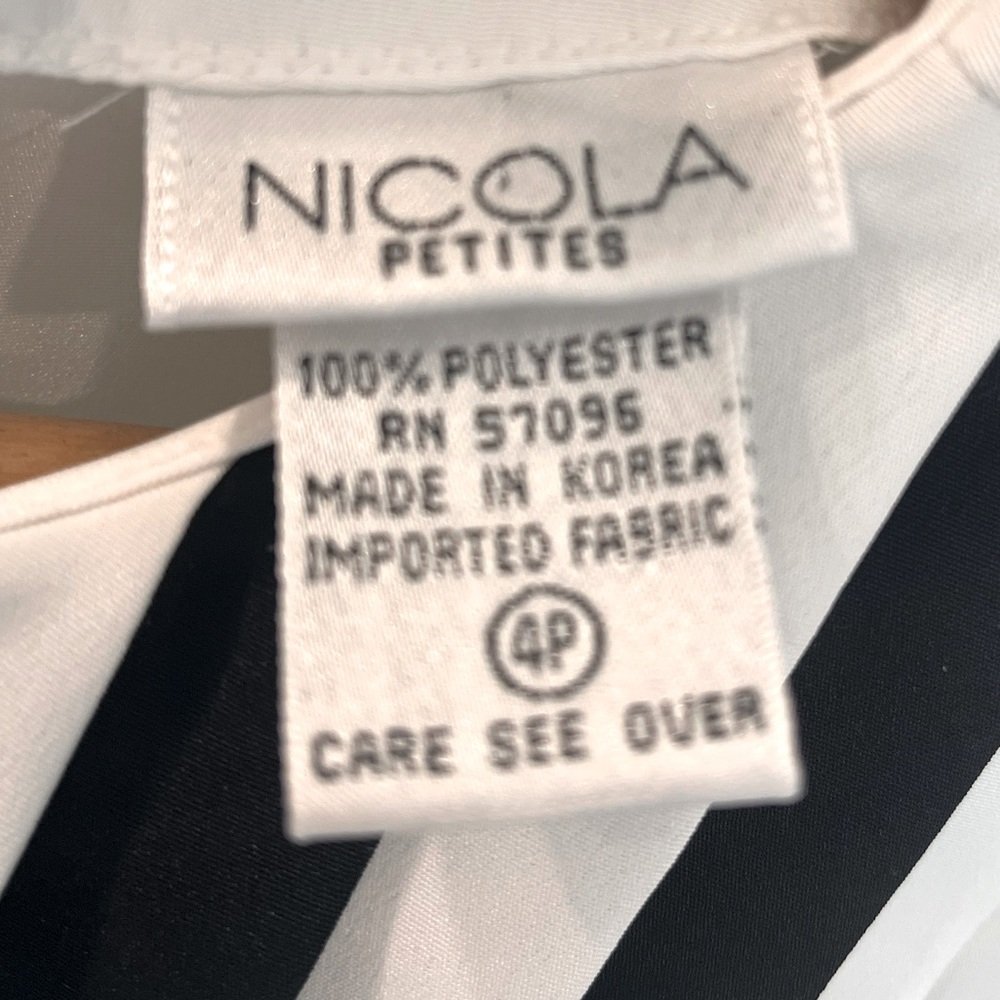 NICOLA
PETITES
100% POLYESTER
RN 57096
MADE IN KOREA
IMPORTED FABRIC
4P
CARE SEE OVER